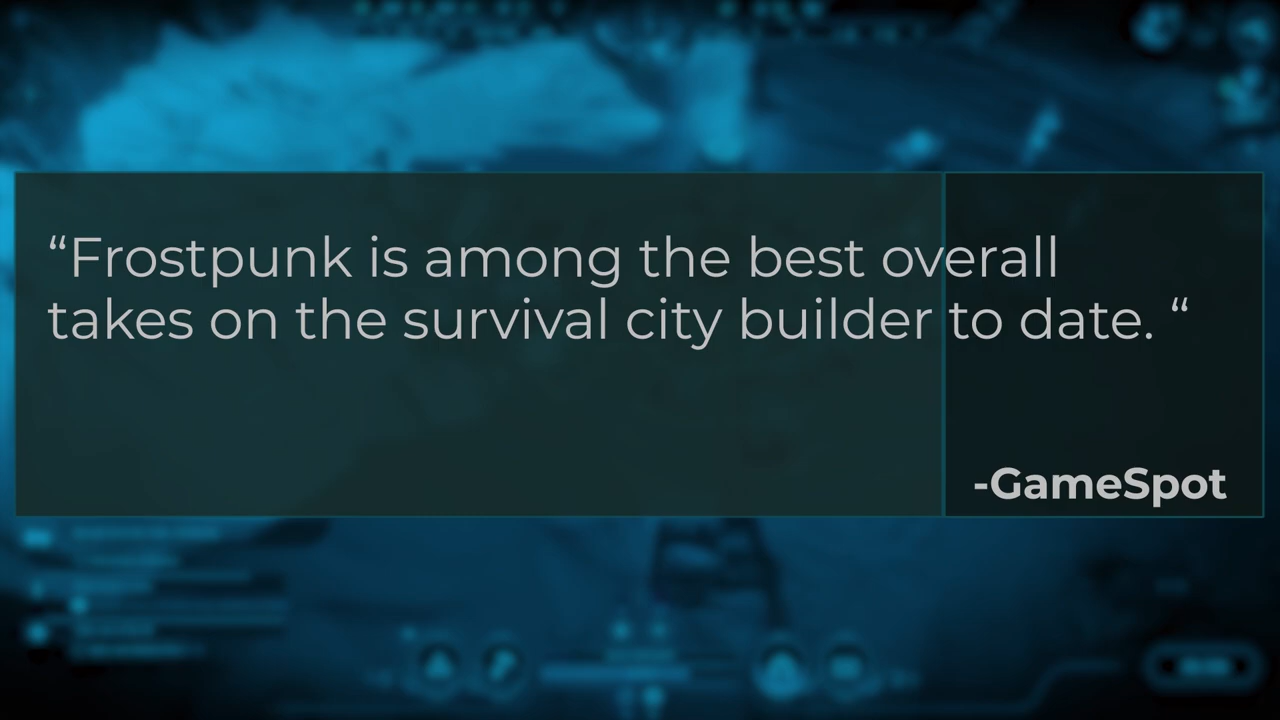 “Frostpunk is among the best overall
takes on the survival city builder to date. “
-GameSpot